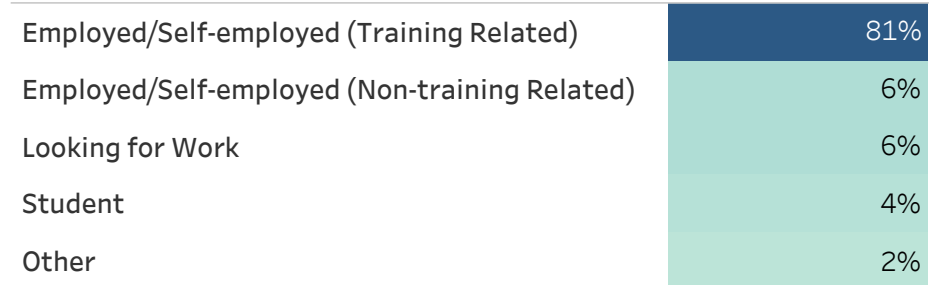 Employed/Self-employed (Training Related) 81%
Employed/Self-employed (Non-training Related) 6%
Looking for Work 6%
Student 4%
Other 2%